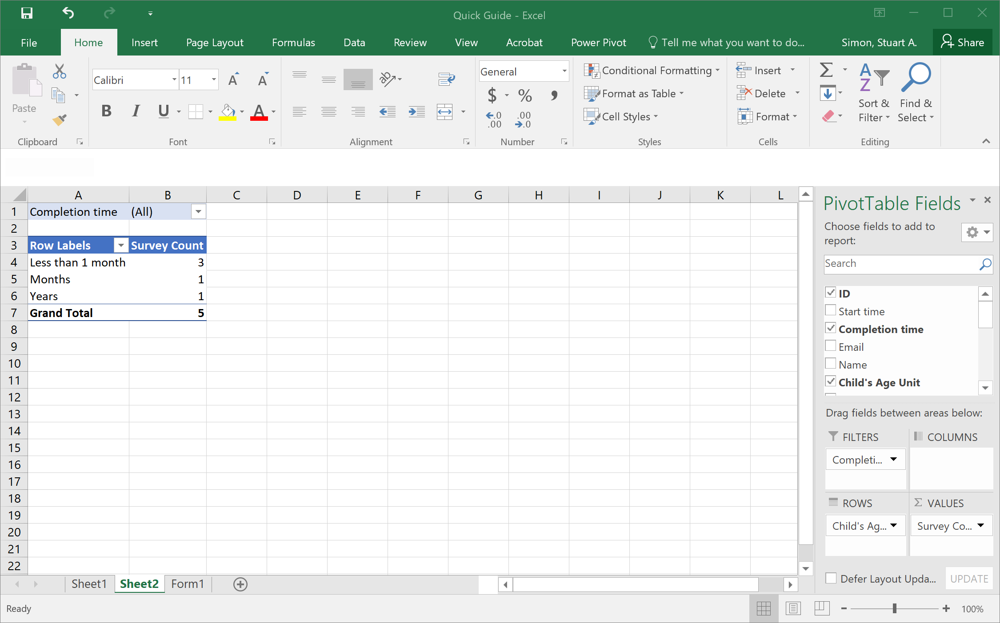 Quick Guide - Excel
File Home Insert Page Layout Formulas Data Review View Acrobat Power Pivot Tell me what you want to do... Simon, Stuart A. Share
Paste
Clipboard
Calibri 11
B I U A
Font
Alignment
General
$ % ,
.0 .00
.00 .0
Number
Conditional Formatting
Format as Table
Cell Styles
Styles
Insert
Delete
Format
Cells
Sort & Filter
Find & Select
Editing
A B C D E F G H I J K L
1 Completion time (All)
2
3 Row Labels Survey Count
4 Less than 1 month 3
5 Months 1
6 Years 1
7 Grand Total 5
8
9
10
11
12
13
14
15
16
17
18
19
20
21
22
PivotTable Fields
Choose fields to add to
report:
Search
ID
Start time
Completion time
Email
Name
Child's Age Unit
Drag fields between areas below:
FILTERS COLUMNS
Completi...
ROWS VALUES
Child's Ag... Survey Co...
Defer Layout Upda... UPDATE
Sheet1 Sheet2 Form1
Ready 100%